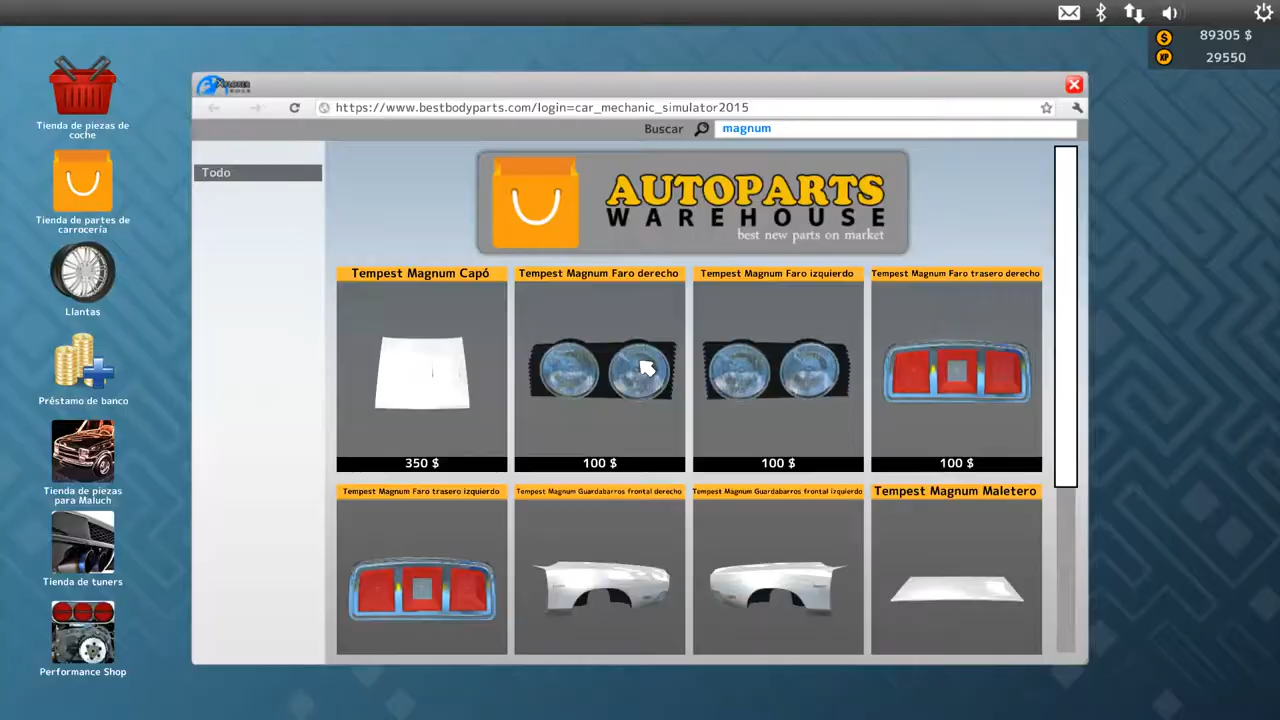 89305 $
XP
29550
https://www.bestbodyparts.com/login=car_mechanic_simulator2015
Buscar
magnum
Todo
AUTOPARTS
WAREHOUSE
best new parts on market
Tienda de piezas de
coche
Tienda de partes de
carrocería
Llantas
Préstamo de banco
Tienda de piezas
para Maluch
Tienda de tuners
Performance Shop
Tempest Magnum Capó
350 $
Tempest Magnum Faro derecho
100 $
Tempest Magnum Faro izquierdo
100 $
Tempest Magnum Faro trasero derecho
100 $
Tempest Magnum Faro trasero izquierdo
Tempest Magnum Guardabarros frontal derecho
Tempest Magnum Guardabarros frontal izquierdo
Tempest Magnum Maletero